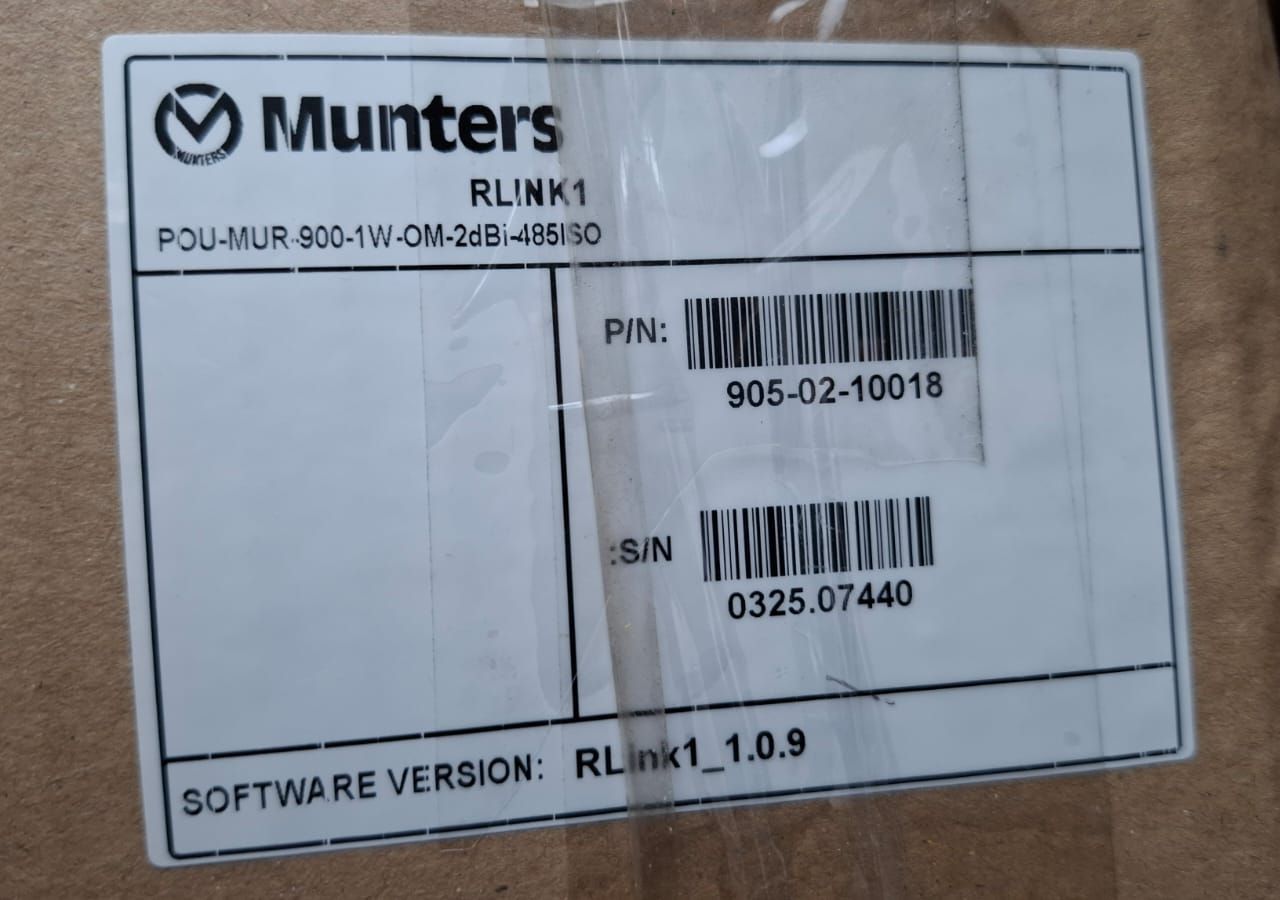 MUNTERS
Munters
RLINK1
POU-MUR-900-1W-OM-2dBi-485ISO
P/N:
905-02-10018
:S/N
0325.07440
SOFTWARE VERSION: RLink1_1.0.9